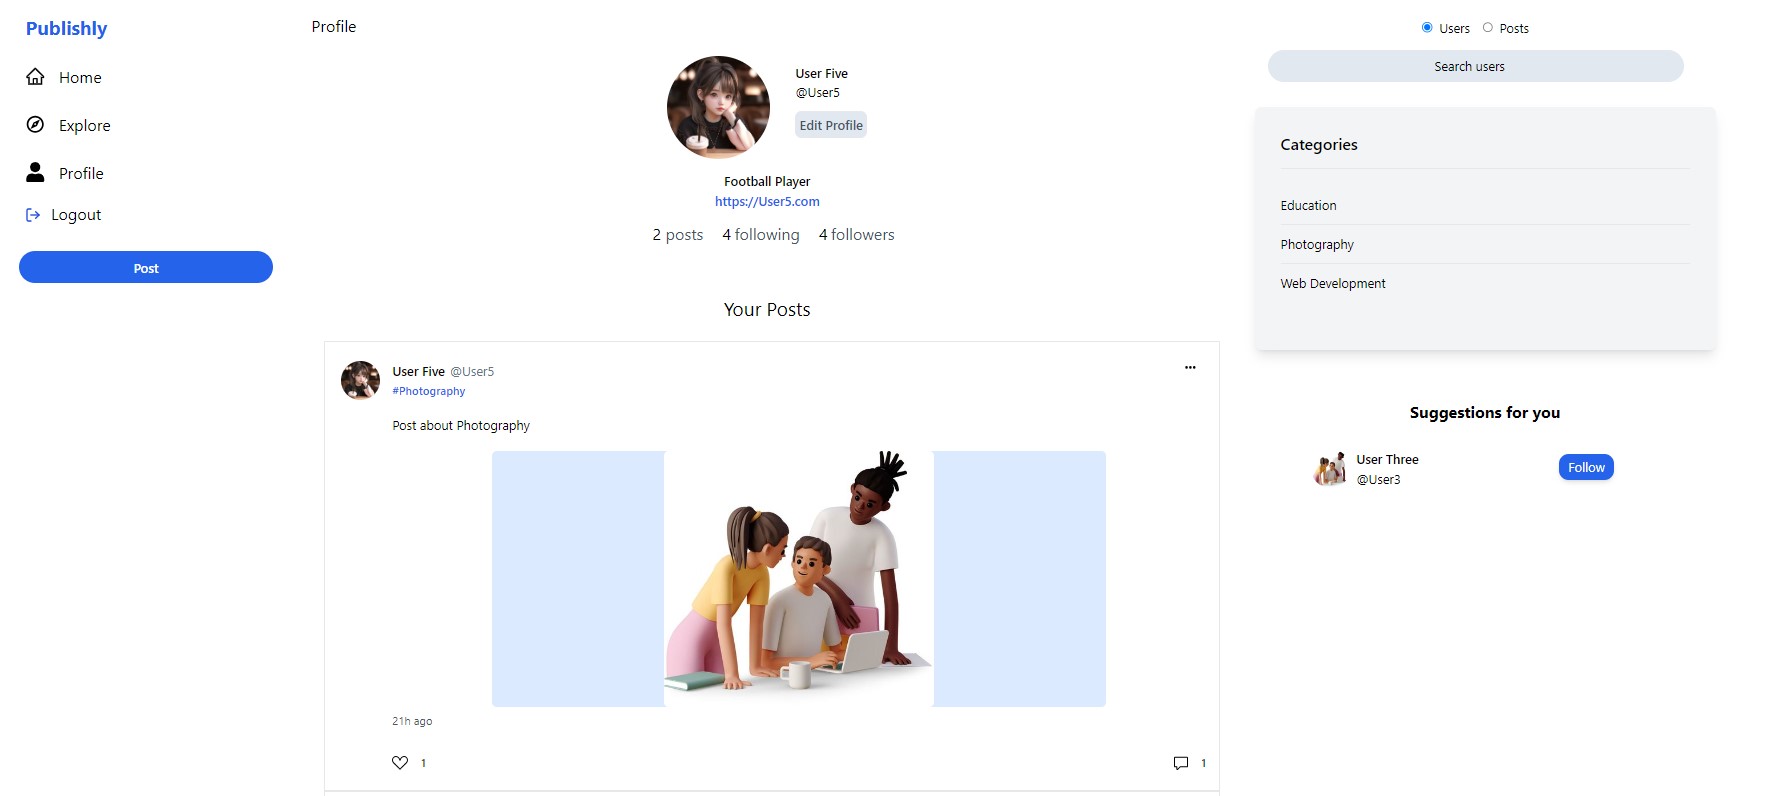 Publishly
Home
Explore
Profile
Logout
Post
Profile
User Five
@User5
Edit Profile
Football Player
https://User5.com
2 posts 4 following 4 followers
Your Posts
User Five @User5
#Photography
Post about Photography
21h ago
1
1
Users Posts
Search users
Categories
Education
Photography
Web Development
Suggestions for you
User Three
@User3
Follow